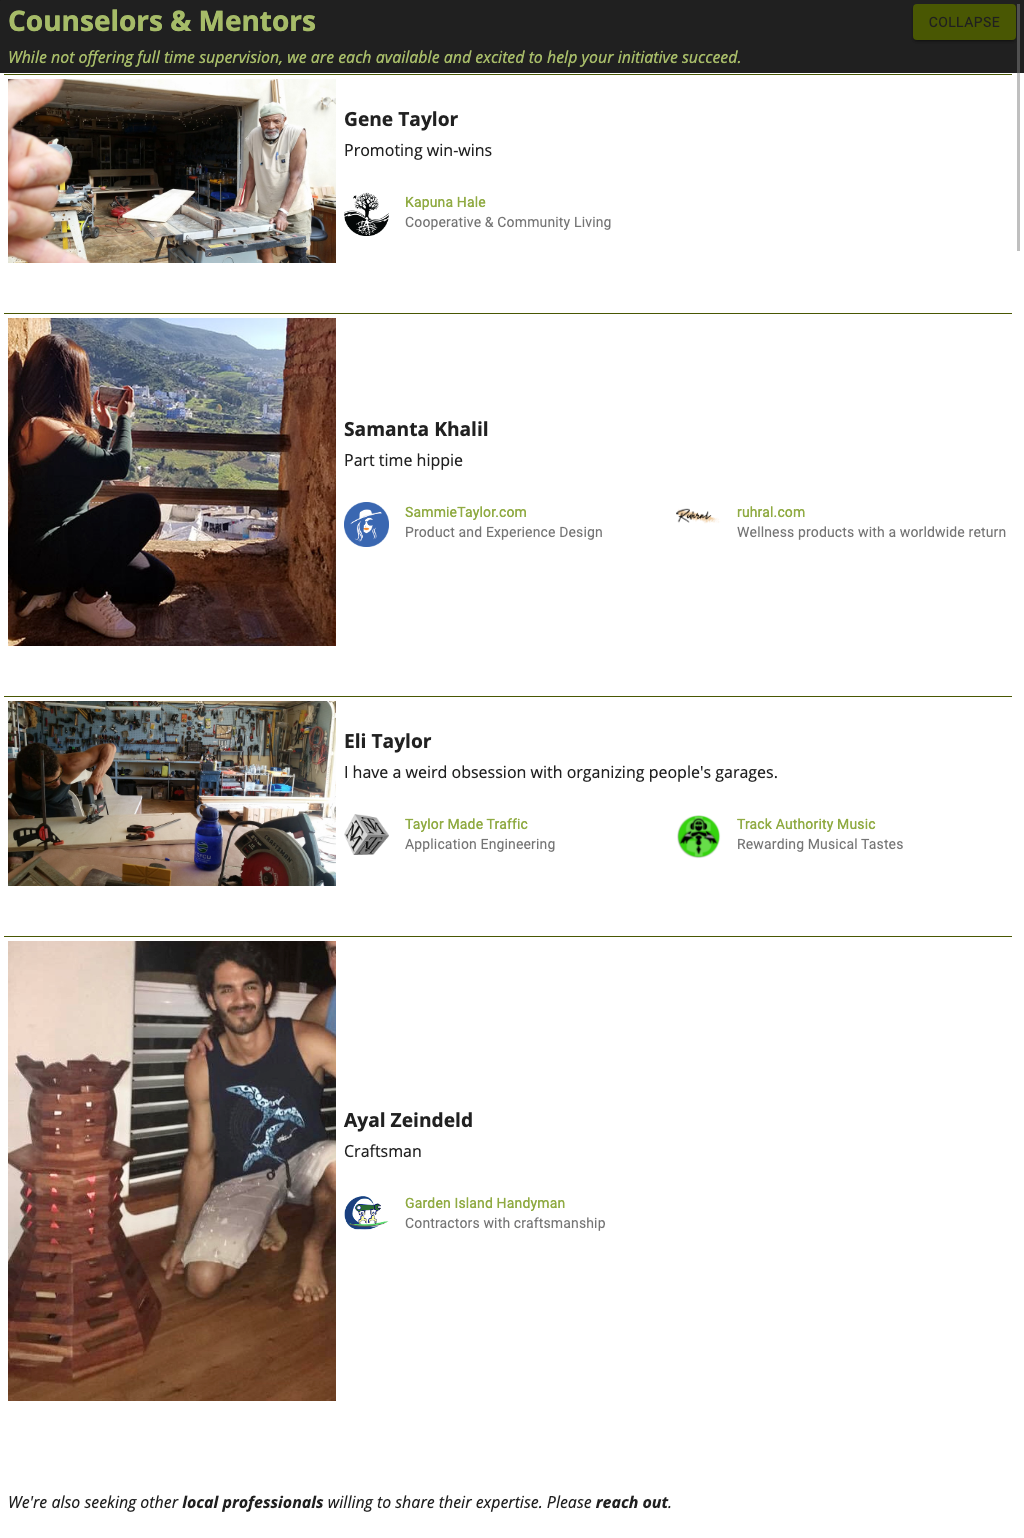 Counselors & Mentors
COLLAPSE
While not offering full time supervision, we are each available and excited to help your initiative succeed.
Gene Taylor
Promoting win-wins
Kapuna Hale
Cooperative & Community Living
Samanta Khalil
Part time hippie
SammieTaylor.com
Product and Experience Design
Ruhral
ruhral.com
Wellness products with a worldwide return
Eli Taylor
I have a weird obsession with organizing people's garages.
Taylor Made Traffic
Application Engineering
Track Authority Music
Rewarding Musical Tastes
CRAFTSMAN
Ayal Zeindeld
Craftsman
Garden Island Handyman
Contractors with craftsmanship
We're also seeking other local professionals willing to share their expertise. Please reach out.